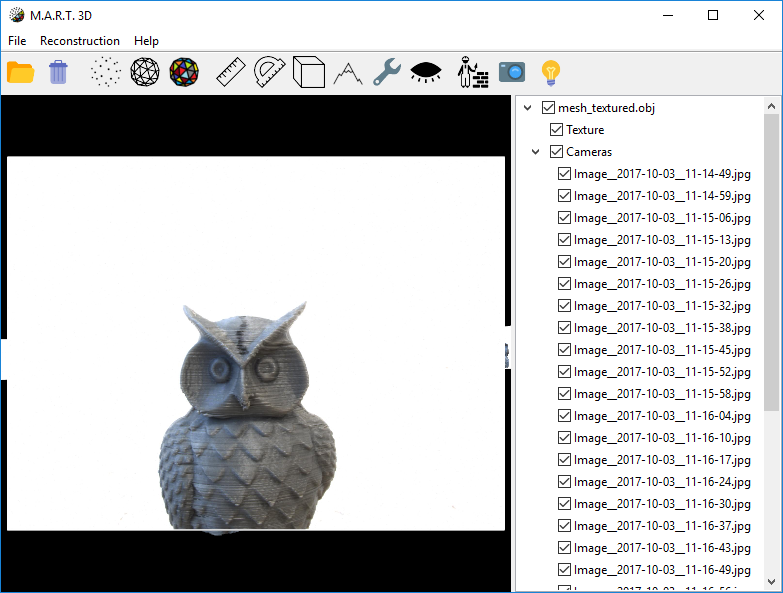 M.A.R.T. 3D
File Reconstruction Help
mesh_textured.obj
Texture
Cameras
Image__2017-10-03__11-14-49.jpg
Image__2017-10-03__11-14-59.jpg
Image__2017-10-03__11-15-06.jpg
Image__2017-10-03__11-15-13.jpg
Image__2017-10-03__11-15-20.jpg
Image__2017-10-03__11-15-26.jpg
Image__2017-10-03__11-15-32.jpg
Image__2017-10-03__11-15-38.jpg
Image__2017-10-03__11-15-45.jpg
Image__2017-10-03__11-15-52.jpg
Image__2017-10-03__11-15-58.jpg
Image__2017-10-03__11-16-04.jpg
Image__2017-10-03__11-16-10.jpg
Image__2017-10-03__11-16-17.jpg
Image__2017-10-03__11-16-24.jpg
Image__2017-10-03__11-16-30.jpg
Image__2017-10-03__11-16-37.jpg
Image__2017-10-03__11-16-43.jpg
Image__2017-10-03__11-16-49.jpg